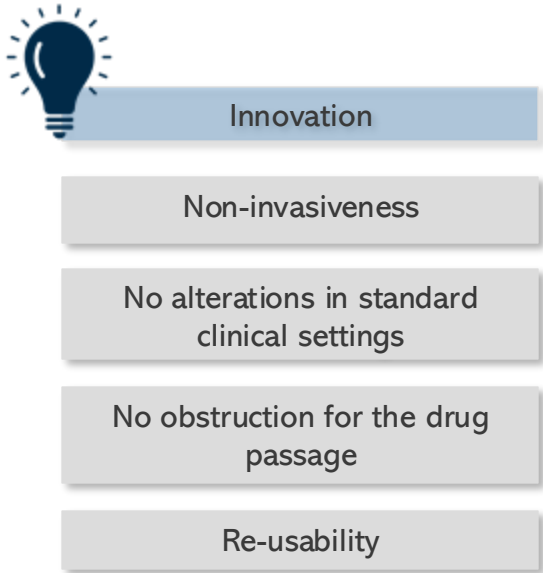 Innovation
Non-invasiveness
No alterations in standard
clinical settings
No obstruction for the drug
passage
Re-usability